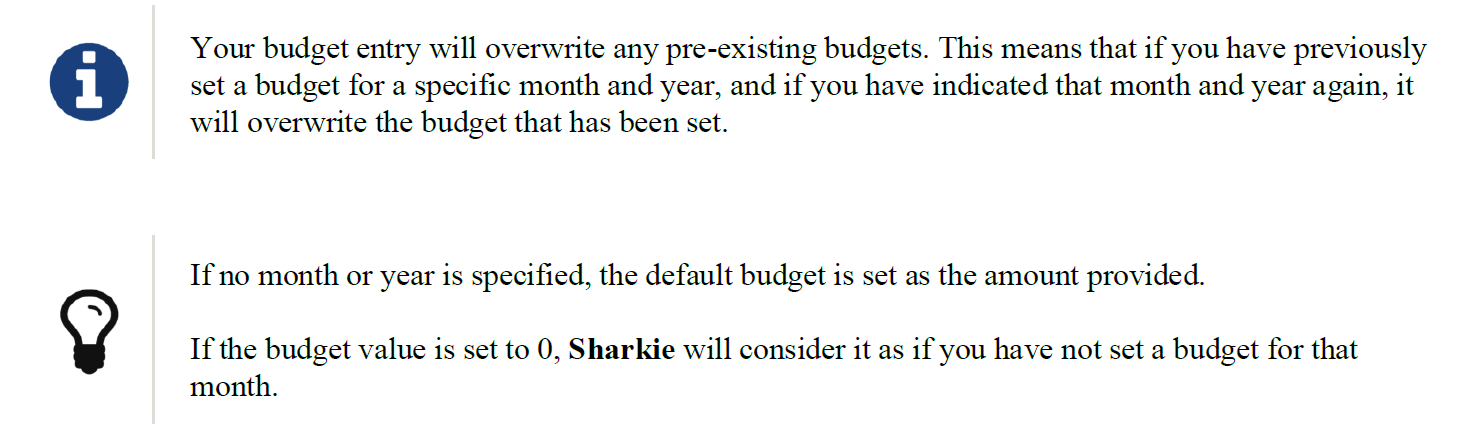 Your budget entry will overwrite any pre-existing budgets. This means that if you have previously
set a budget for a specific month and year, and if you have indicated that month and year again, it
will overwrite the budget that has been set.
If no month or year is specified, the default budget is set as the amount provided.
If the budget value is set to 0, Sharkie will consider it as if you have not set a budget for that
month.